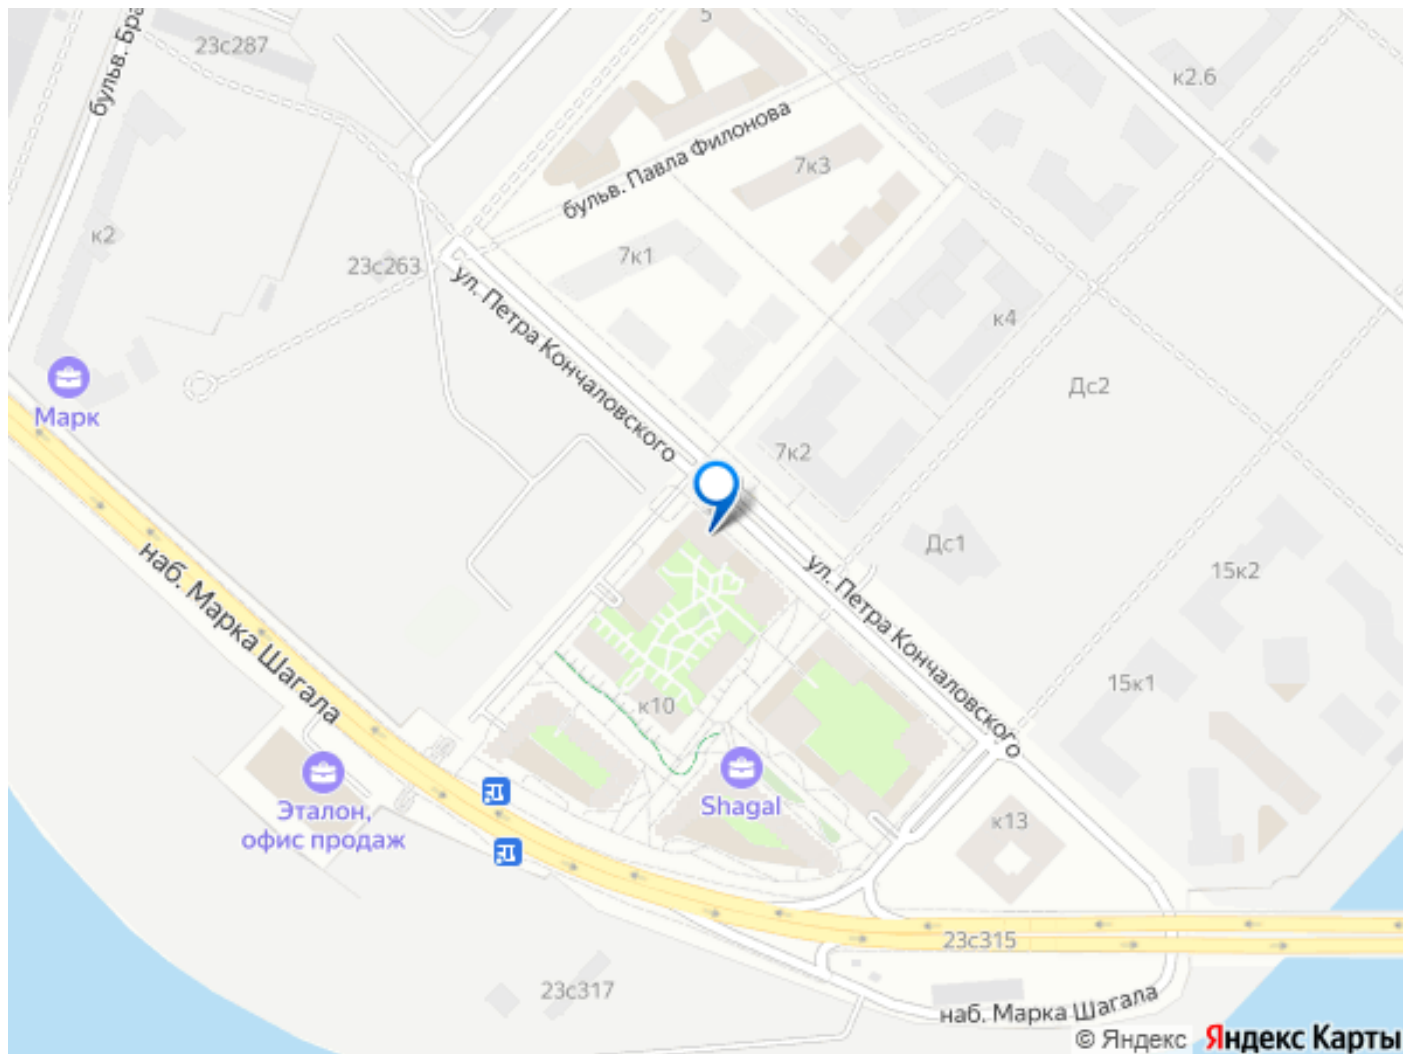 5
23с287
бульв. Бра
к2.6
бульв. Павла Филонова
7к3
к2
7к1
23с263
ул. Петра Кончаловского
к4
Марк
Дс2
7к2
Дс1
15к2
наб. Марка Шагала
ул. Петра Кончаловского
15к1
к10
Shagal
Эталон,
офис продаж
к13
23с315
23с317
наб. Марка Шагала
© Яндекс Яндекс Карты